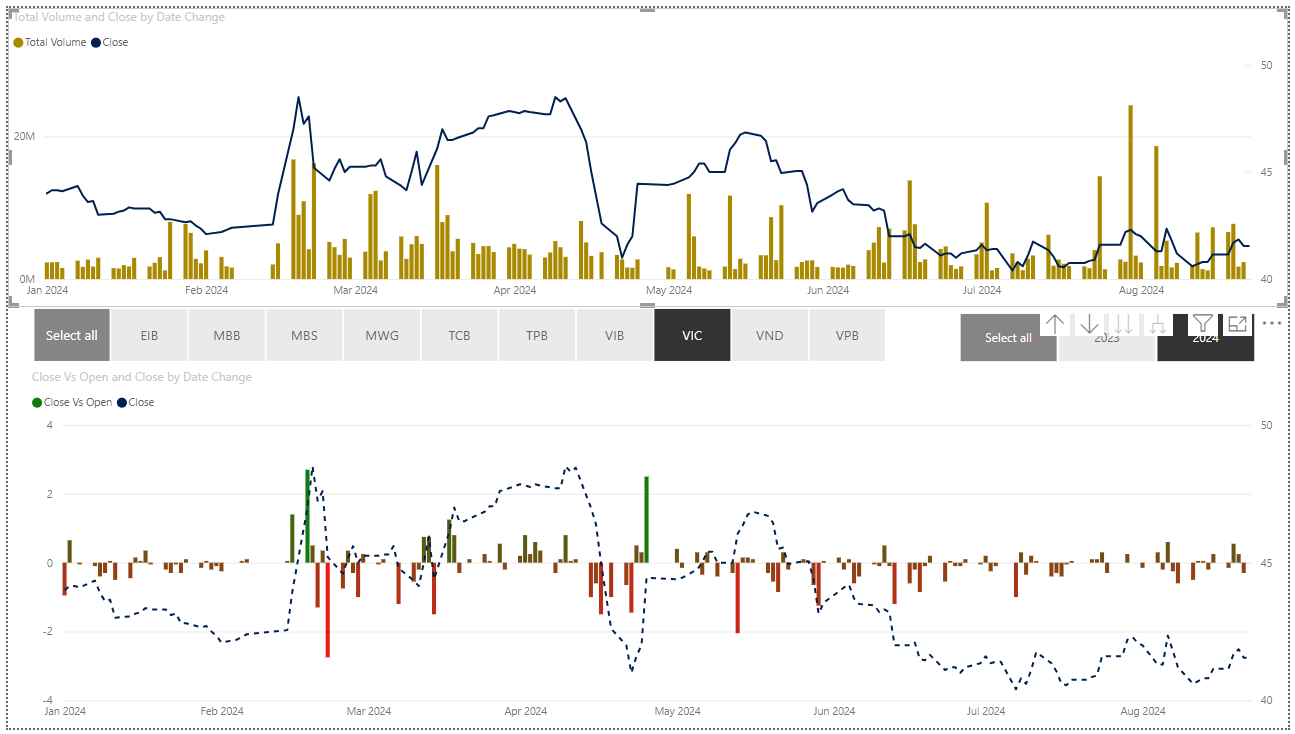 Total Volume and Close by Date Change
Total Volume Close
50
20M
45
0M
40
Jan 2024 Feb 2024 Mar 2024 Apr 2024 May 2024 Jun 2024 Jul 2024 Aug 2024
Select all EIB MBB MBS MWG TCB TPB VIB VIC VND VPB Select all 2023 2024
Close Vs Open and Close by Date Change
Close Vs Open Close
4 50
2
0 45
-2
-4 40
Jan 2024 Feb 2024 Mar 2024 Apr 2024 May 2024 Jun 2024 Jul 2024 Aug 2024